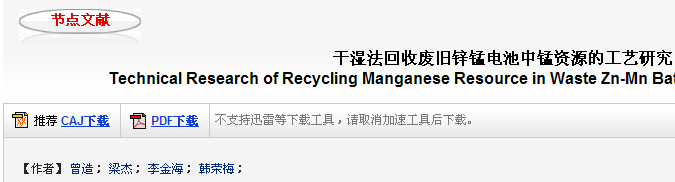 节点文献
干湿法回收废旧锌锰电池中锰资源的工艺研究
Technical Research of Recycling Manganese Resource in Waste Zn-Mn Bat
推荐 CAJ下载 PDF下载 不支持迅雷等下载工具，请取消加速工具后下载。
【作者】 曾造； 梁杰； 李金海； 韩荣梅；